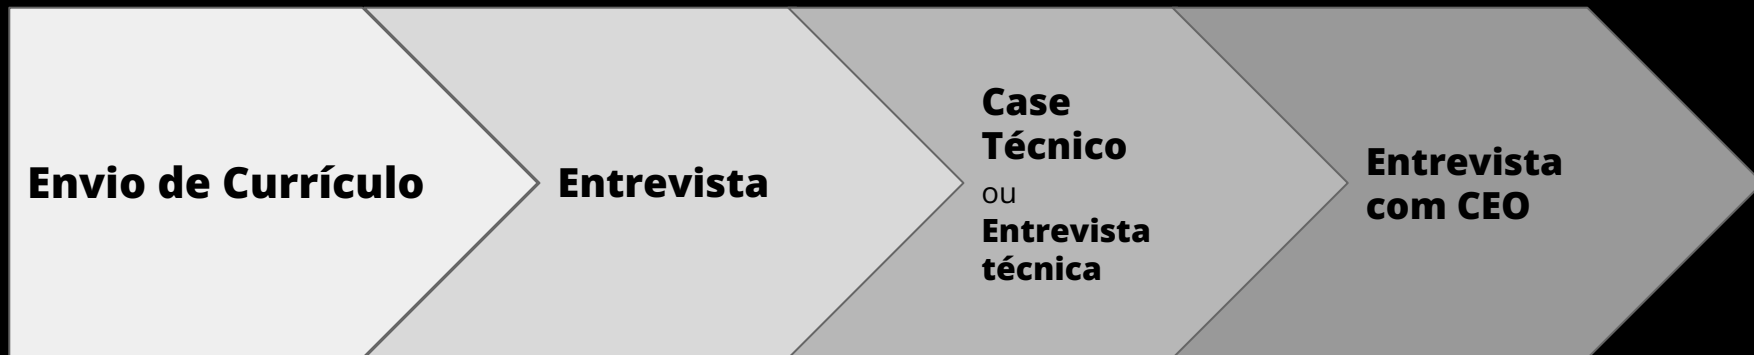 Envio de Currículo
Entrevista
Case
Técnico
ou
Entrevista
técnica
Entrevista
com CEO